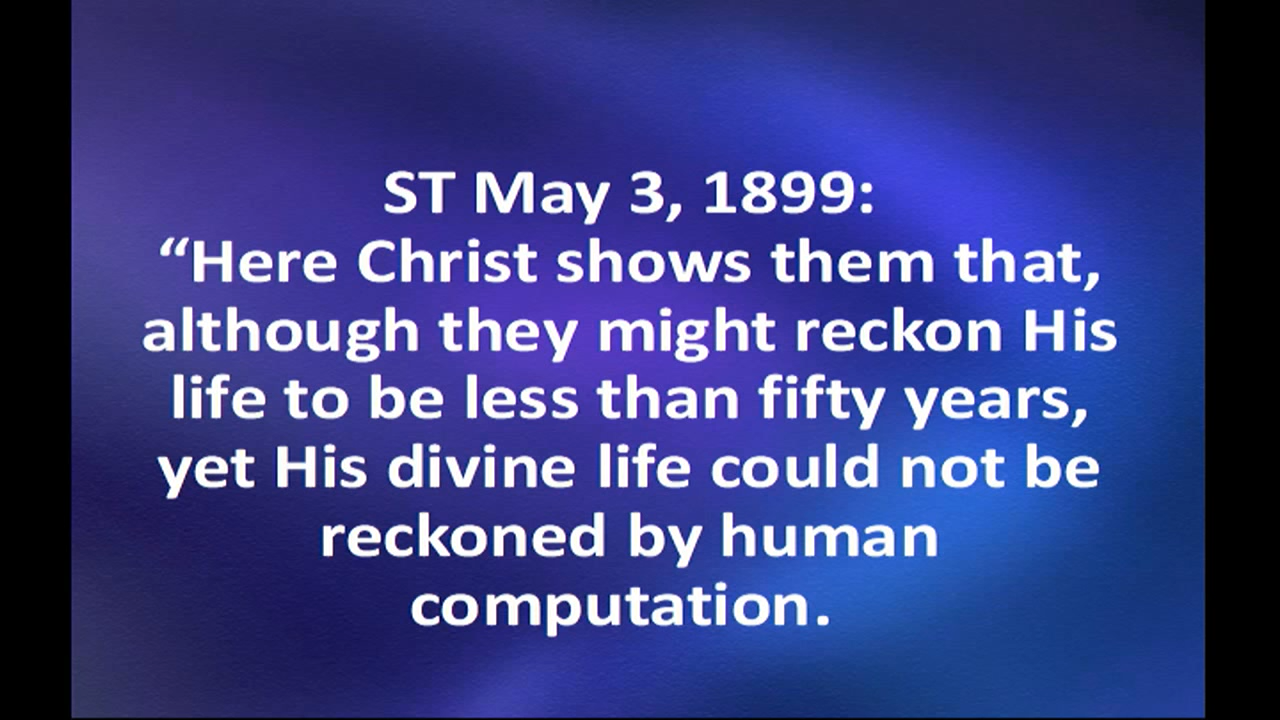 ST May 3, 1899:
“Here Christ shows them that,
although they might reckon His
life to be less than fifty years,
yet His divine life could not be
reckoned by human
computation.